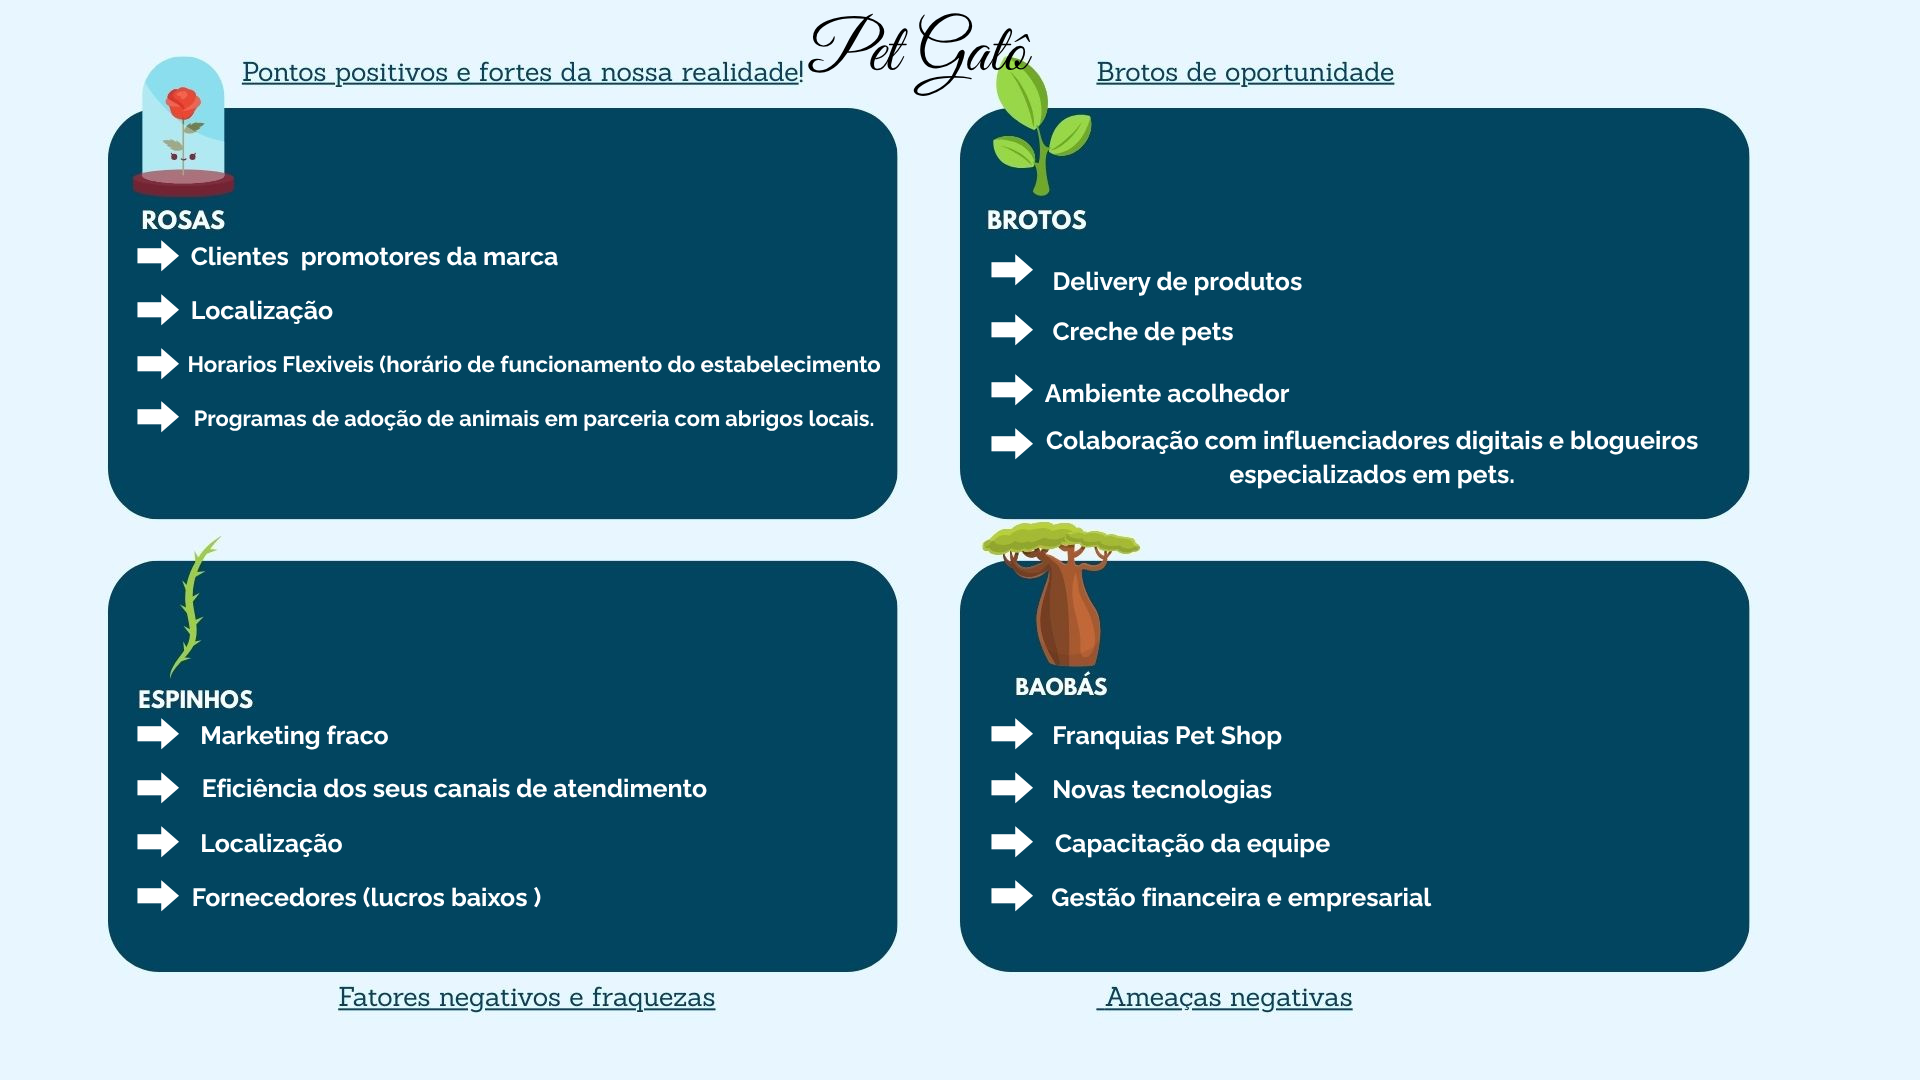 Pet Gatô
Pontos positivos e fortes da nossa realidade!
ROSAS
Clientes promotores da marca
Localização
Horarios Flexiveis (horário de funcionamento do estabelecimento
Programas de adoção de animais em parceria com abrigos locais.
Brotos de oportunidade
BROTOS
Delivery de produtos
Creche de pets
Ambiente acolhedor
Colaboração com influenciadores digitais e blogueiros
especializados em pets.
ESPINHOS
Marketing fraco
Eficiência dos seus canais de atendimento
Localização
Fornecedores (lucros baixos )
Fatores negativos e fraquezas
BAOBÁS
Franquias Pet Shop
Novas tecnologias
Capacitação da equipe
Gestão financeira e empresarial
Ameaças negativas